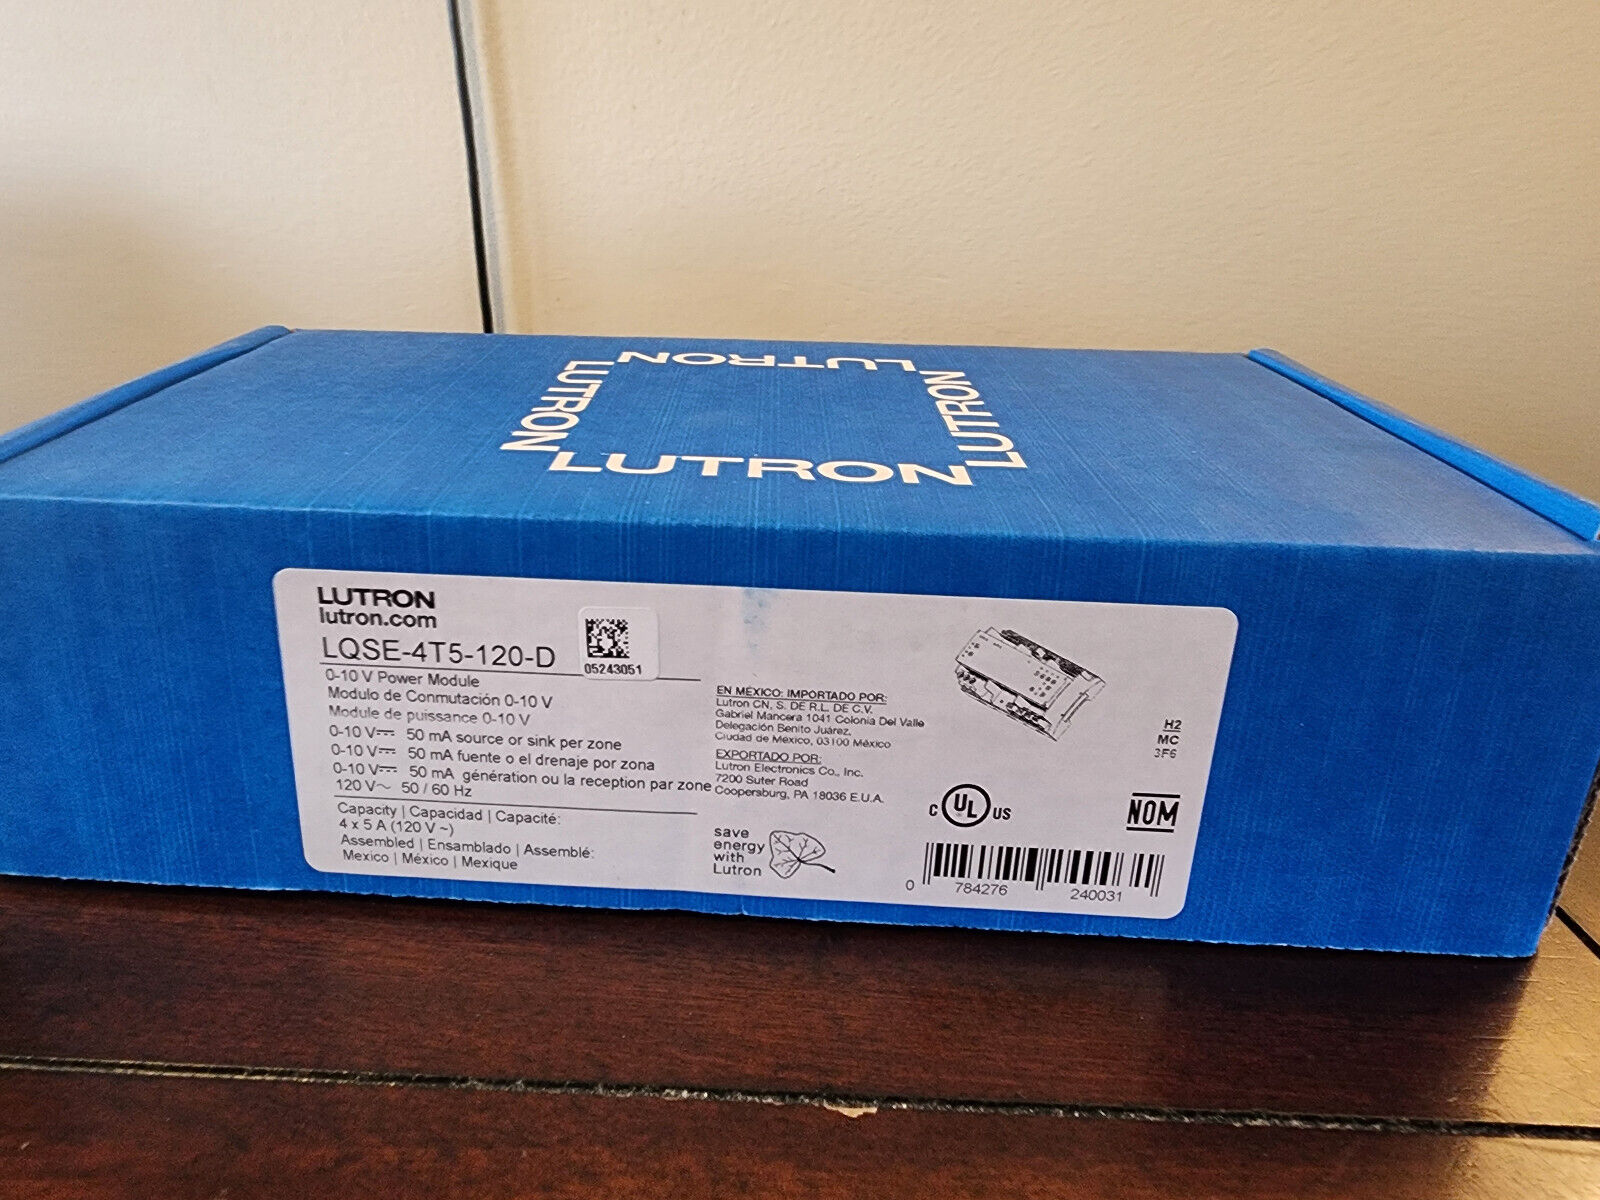 LUTRON
LUTRON
LUTRON
LUTRON
LUTRON
lutron.com
LQSE-4T5-120-D
05243051
0-10 V Power Module
Modulo de Conmutación 0-10 V
Module de puissance 0-10 V
0-10 V⎓ 50 mA source or sink per zone
0-10 V⎓ 50 mA fuente o el drenaje por zona
0-10 V⎓ 50 mA génération ou la reception par zone
120 V~ 50 / 60 Hz
Capacity | Capacidad | Capacité:
4 x 5 A (120 V ~)
Assembled | Ensamblado | Assemblé:
Mexico | México | Mexique
EN MÉXICO: IMPORTADO POR:
Lutron CN, S. DE R.L. DE C.V.
Gabriel Mancera 1041 Colonia Del Valle
Delegación Benito Juárez,
Ciudad de México, 03100 México
EXPORTADO POR:
Lutron Electronics Co., Inc.
7200 Suter Road
Coopersburg, PA 18036 E.U.A.
save
energy
with
Lutron
H2
MC
3F6
C UL US
NOM
0 784276 240031